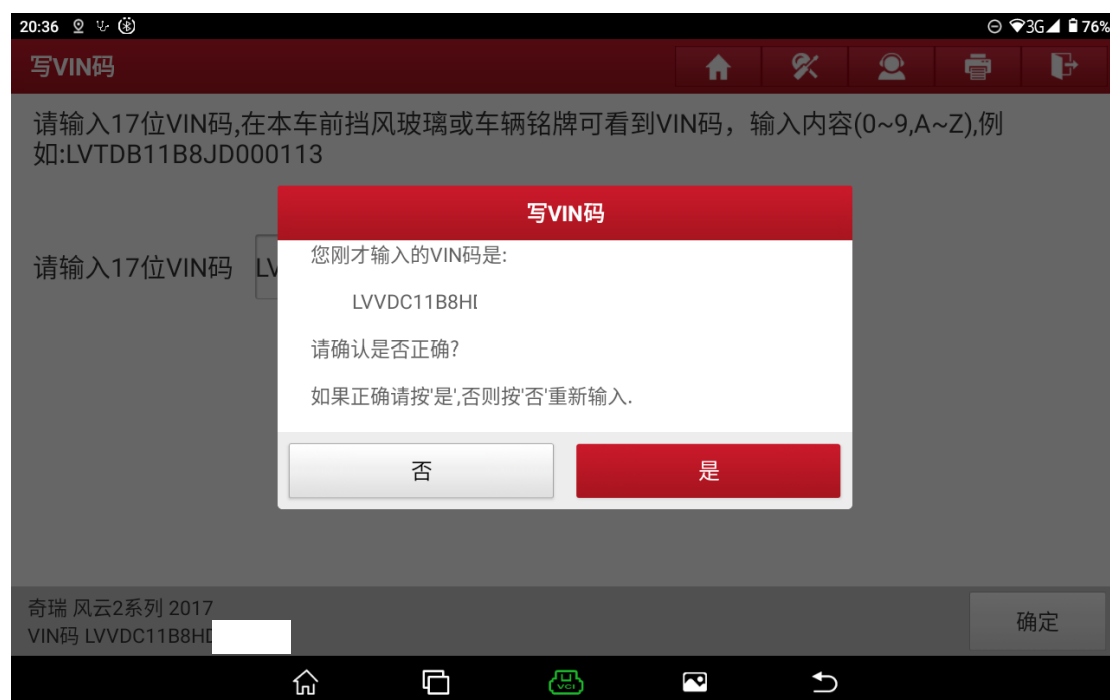 20:36
3G
76%
写VIN码
请输入17位VIN码,在本车前挡风玻璃或车辆铭牌可看到VIN码，输入内容(0~9,A~Z),例
如:LVTDB11B8JD000113
请输入17位VIN码
LV
写VIN码
您刚才输入的VIN码是:
LVVDC11B8H
请确认是否正确?
如果正确请按'是',否则按'否'重新输入.
否
是
奇瑞 风云2系列 2017
VIN码 LVVDC11B8H
确定
VCI